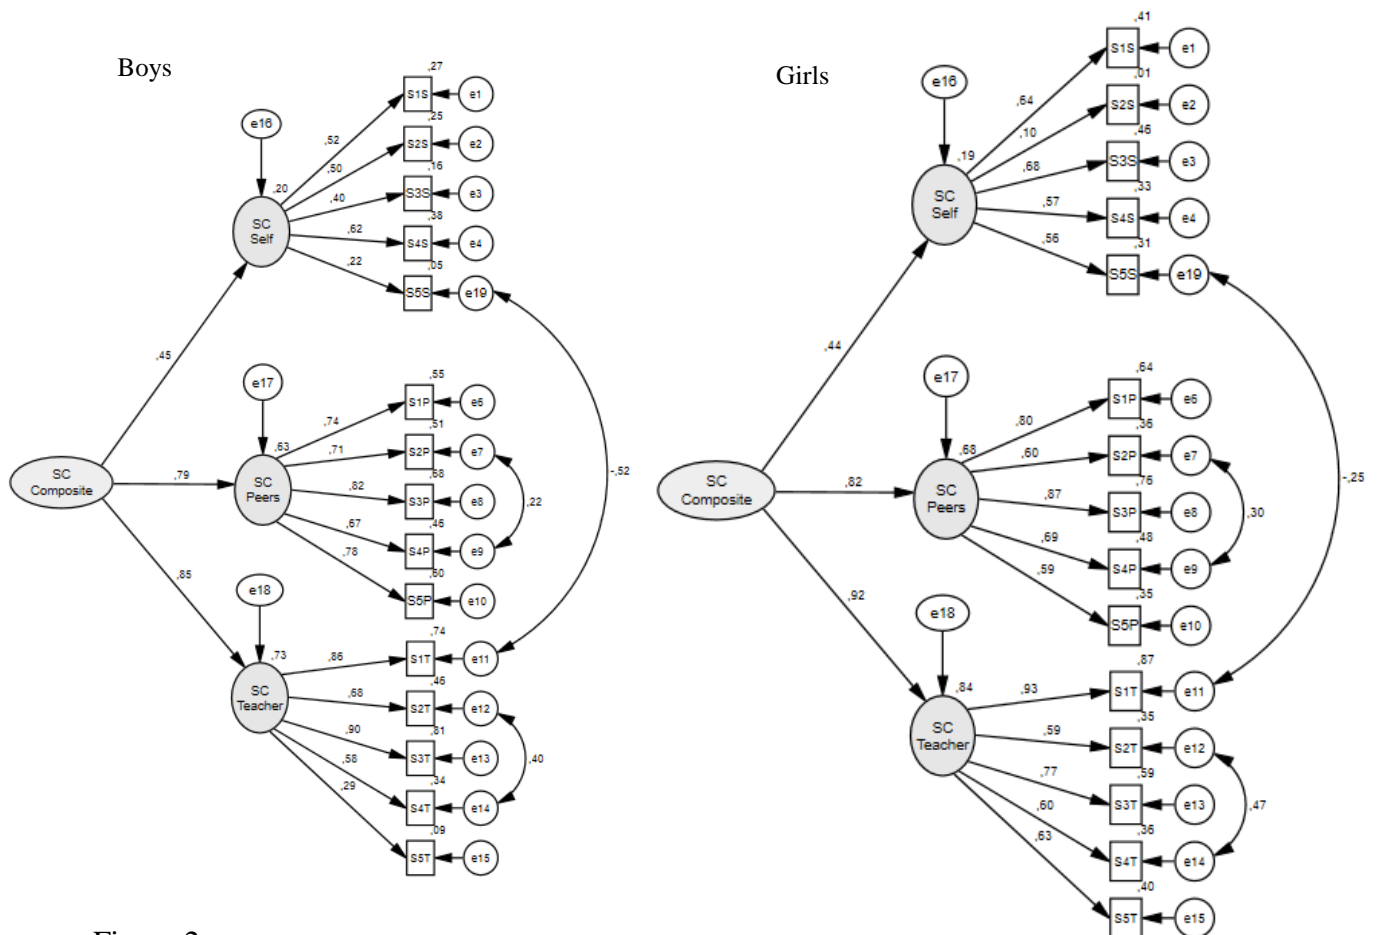 Boys
,27
S1S
e1
e16
,52
,25
S2S
e2
,50
,16
,20
S3S
e3
,40
,38
SC
Self
,62
S4S
e4
,22
,05
S5S
e19
,45
,55
e17
S1P
e6
,74
,51
,63
S2P
e7
,71
,68
SC
Composite
,79
SC
Peers
,82
S3P
e8
,22
-,52
,67
,46
S4P
e9
,78
,60
S5P
e10
,85
e18
,74
S1T
e11
,73
,86
,46
SC
Teacher
,68
S2T
e12
,81
,90
S3T
e13
,40
,58
,34
,29
S4T
e14
,09
S5T
e15
Girls
,41
S1S
e1
e16
,01
,64
S2S
e2
,10
,46
,19
S3S
e3
,68
,33
SC
Self
,57
S4S
e4
,56
,31
S5S
e19
,44
,64
e17
S1P
e6
,80
,36
,68
S2P
e7
,60
,76
SC
Composite
,82
SC
Peers
,87
S3P
e8
,30
-,25
,69
,48
S4P
e9
,59
,35
S5P
e10
,92
e18
,87
S1T
e11
,84
,93
,35
SC
Teacher
,59
S2T
e12
,59
,77
S3T
e13
,47
,60
,36
,63
S4T
e14
,40
S5T
e15